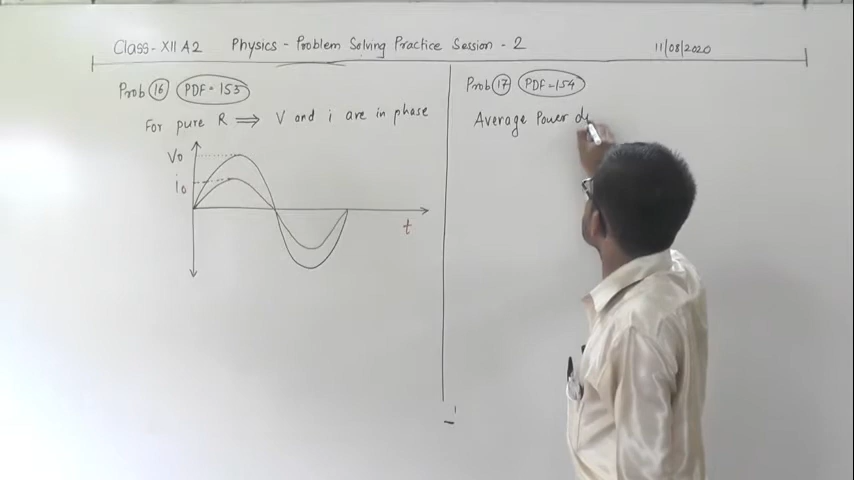 Class - XII A2 Physics - Problem Solving Practice Session - 2 11/08/2020
Prob 16 PDF - 153
For pure R ⟹ V and i are in phase
V₀
i₀
t
Prob 17 PDF - 154
Average Power